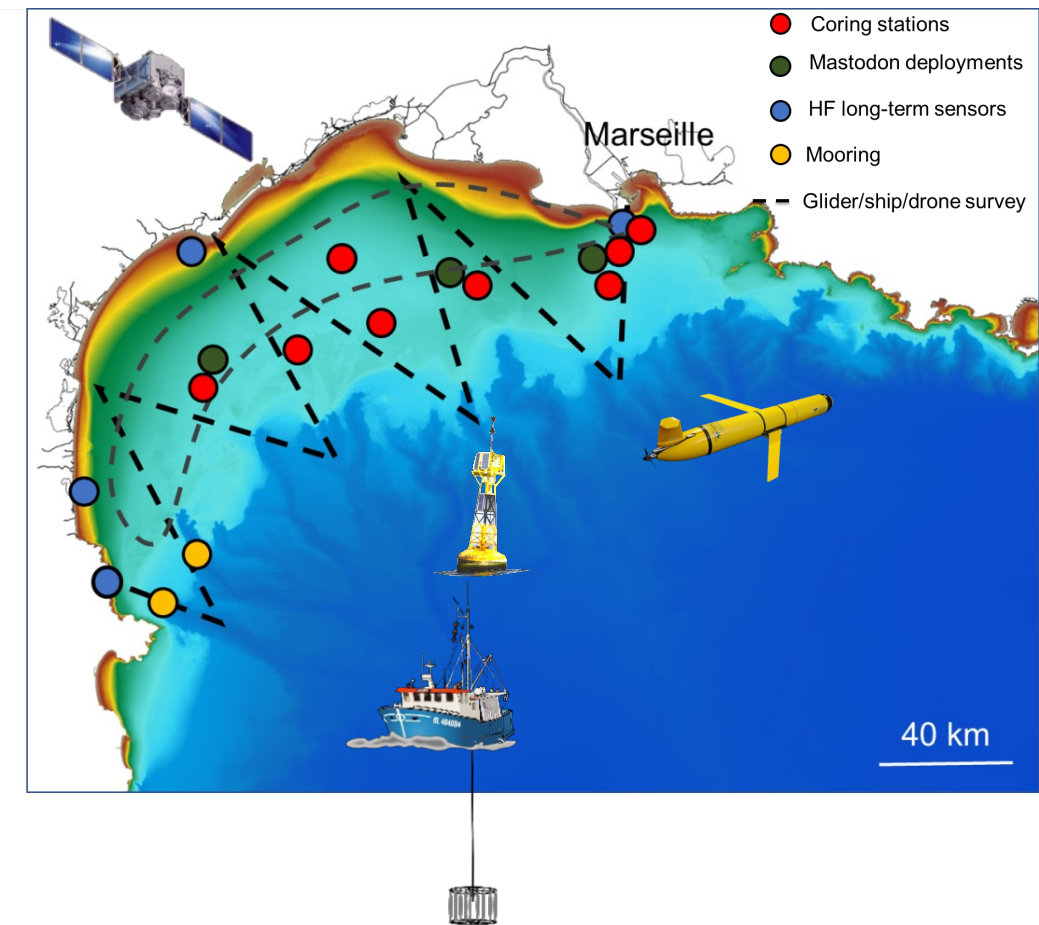 Coring stations
Mastodon deployments
HF long-term sensors
Mooring
Glider/ship/drone survey
Marseille
40 km